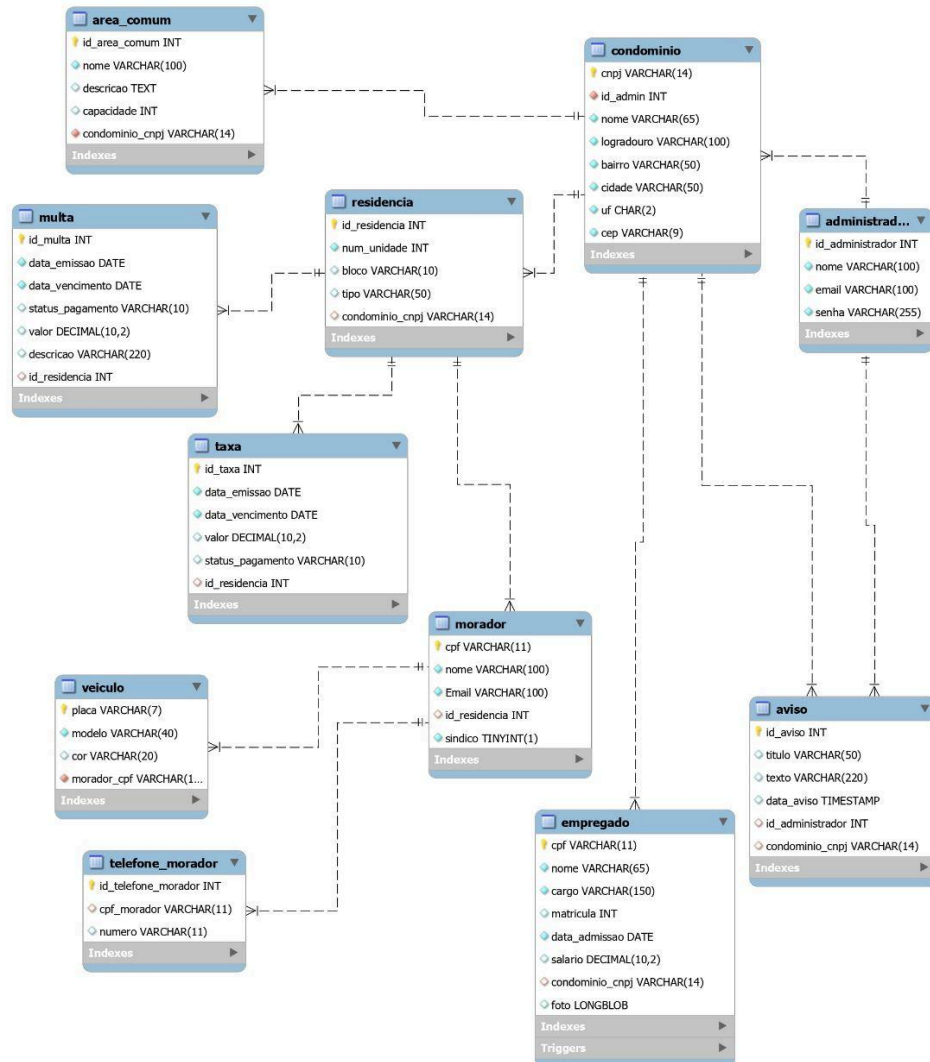 area_comum
id_area_comum INT
nome VARCHAR(100)
descricao TEXT
capacidade INT
condominio_cnpj VARCHAR(14)
Indexes
condominio
cnpj VARCHAR(14)
id_admin INT
nome VARCHAR(65)
logradouro VARCHAR(100)
bairro VARCHAR(50)
cidade VARCHAR(50)
uf CHAR(2)
cep VARCHAR(9)
Indexes
multa
id_multa INT
data_emissao DATE
data_vencimento DATE
status_pagamento VARCHAR(10)
valor DECIMAL(10,2)
descricao VARCHAR(220)
id_residencia INT
Indexes
residencia
id_residencia INT
num_unidade INT
bloco VARCHAR(10)
tipo VARCHAR(50)
condominio_cnpj VARCHAR(14)
Indexes
administrad...
id_administrador INT
nome VARCHAR(100)
email VARCHAR(100)
senha VARCHAR(255)
Indexes
taxa
id_taxa INT
data_emissao DATE
data_vencimento DATE
valor DECIMAL(10,2)
status_pagamento VARCHAR(10)
id_residencia INT
Indexes
morador
cpf VARCHAR(11)
nome VARCHAR(100)
Email VARCHAR(100)
id_residencia INT
sindico TINYINT(1)
Indexes
veiculo
placa VARCHAR(7)
modelo VARCHAR(40)
cor VARCHAR(20)
morador_cpf VARCHAR(1...
Indexes
aviso
id_aviso INT
titulo VARCHAR(50)
texto VARCHAR(220)
data_aviso TIMESTAMP
id_administrador INT
condominio_cnpj VARCHAR(14)
Indexes
telefone_morador
id_telefone_morador INT
cpf_morador VARCHAR(11)
numero VARCHAR(11)
Indexes
empregado
cpf VARCHAR(11)
nome VARCHAR(65)
cargo VARCHAR(150)
matricula INT
data_admissao DATE
salario DECIMAL(10,2)
condominio_cnpj VARCHAR(14)
foto LONGBLOB
Indexes
Triggers